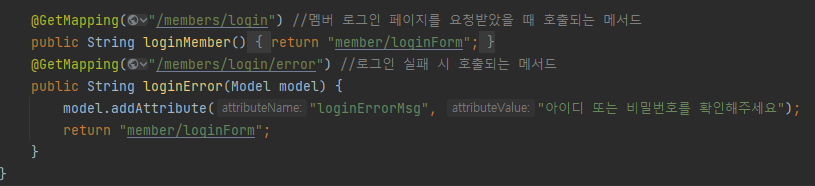 @GetMapping("/members/login") //멤버 로그인 페이지를 요청받았을 때 호출되는 메서드
public String loginMember() { return "member/loginForm"; }
@GetMapping("/members/login/error") //로그인 실패 시 호출되는 메서드
public String loginError(Model model) {
model.addAttribute( attributeName: "loginErrorMsg", attributeValue: "아이디 또는 비밀번호를 확인해주세요");
return "member/loginForm";
}
}